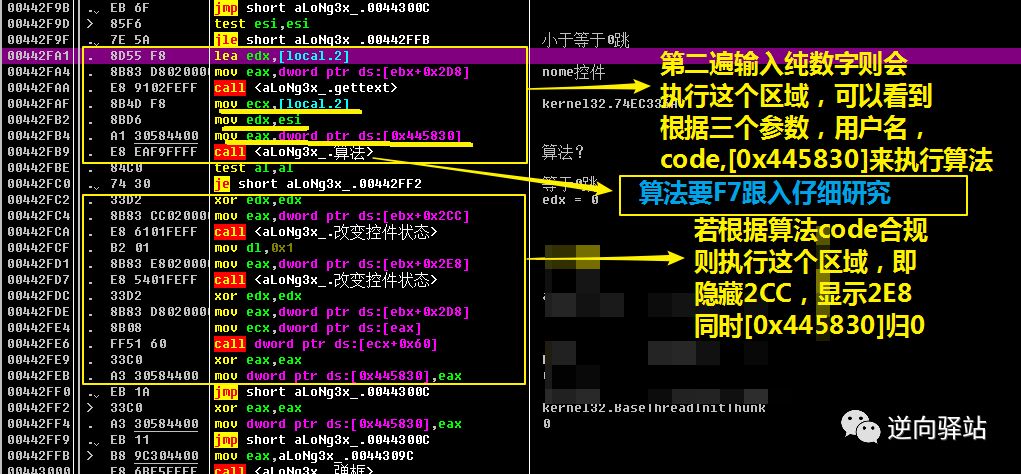 00442F9B . EB 6F jmp short aLoNg3x_.0044300C
00442F9D > 85F6 test esi,esi
00442F9F . 7E 5A jle short aLoNg3x_.00442FFB 小于等于0跳
00442FA1 . 8D55 F8 lea edx,[local.2]
00442FA4 . 8B83 D8020000 mov eax,dword ptr ds:[ebx+0x2D8] nome控件
00442FAA . E8 9102FEFF call <aLoNg3x_.gettext>
00442FAF . 8B4D F8 mov ecx,[local.2]
00442FB2 . 8BD6 mov edx,esi
00442FB4 . A1 30584400 mov eax,dword ptr ds:[0x445830]
00442FB9 . E8 EAF9FFFF call <aLoNg3x_.算法> 算法?
00442FBE . 84C0 test al,al
00442FC0 . 74 30 je short aLoNg3x_.00442FF2 等于0跳
00442FC2 . 33D2 xor edx,edx edx = 0
00442FC4 . 8B83 CC020000 mov eax,dword ptr ds:[ebx+0x2CC]
00442FCA . E8 6101FEFF call <aLoNg3x_.改变控件状态>
00442FCF . B2 01 mov dl,0x1
00442FD1 . 8B83 E8020000 mov eax,dword ptr ds:[ebx+0x2E8]
00442FD7 . E8 5401FEFF call <aLoNg3x_.改变控件状态>
00442FDC . 33D2 xor edx,edx
00442FDE . 8B83 D8020000 mov eax,dword ptr ds:[ebx+0x2D8]
00442FE4 . 8B08 mov ecx,dword ptr ds:[eax]
00442FE6 . FF51 60 call dword ptr ds:[ecx+0x60]
00442FE9 . 33C0 xor eax,eax
00442FEB . A3 30584400 mov dword ptr ds:[0x445830],eax
00442FF0 . EB 1A jmp short aLoNg3x_.0044300C
00442FF2 > 33C0 xor eax,eax kernel32.BaseThreadInitThunk
00442FF4 . A3 30584400 mov dword ptr ds:[0x445830],eax 0
00442FF9 . EB 11 jmp short aLoNg3x_.0044300C
00442FFB > B8 9C304400 mov eax,aLoNg3x_.0044309C
00443000 . E8 6BF5FFFF call <aLoNg3x_.弹框>
第二遍输入纯数字则会
执行这个区域,可以看到
根据三个参数,用户名,
code,[0x445830]来执行算法
算法要F7跟入仔细研究
若根据算法code合规
则执行这个区域,即
隐藏2CC,显示2E8
同时[0x445830]归0
逆向驿站